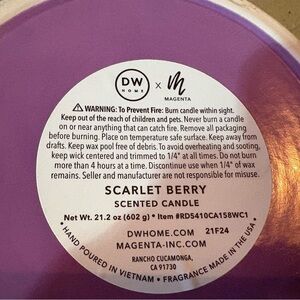 DW
HOME
x
m
MAGENTA
⚠ WARNING: To Prevent Fire: Burn candle within sight.
Keep out of the reach of children and pets. Never burn a candle
on or near anything that can catch fire. Remove all packaging
before burning. Place on temperature safe surface. Keep away from
drafts. Keep wax pool free of debris. To avoid overheating and sooting,
keep wick centered and trimmed to 1/4" at all times. Do not burn
more than 4 hours at a time. Discontinue use when 1/4" of wax
remains. Seller and manufacturer are not responsible for misuse.
SCARLET BERRY
SCENTED CANDLE
Net Wt. 21.2 oz (602 g) • Item #RD5410CA158WC1
DWHOME.COM 21F24
MAGENTA-INC.COM
RANCHO CUCAMONGA,
CA 91730
• HAND POURED IN VIETNAM • FRAGRANCE MADE IN THE USA •